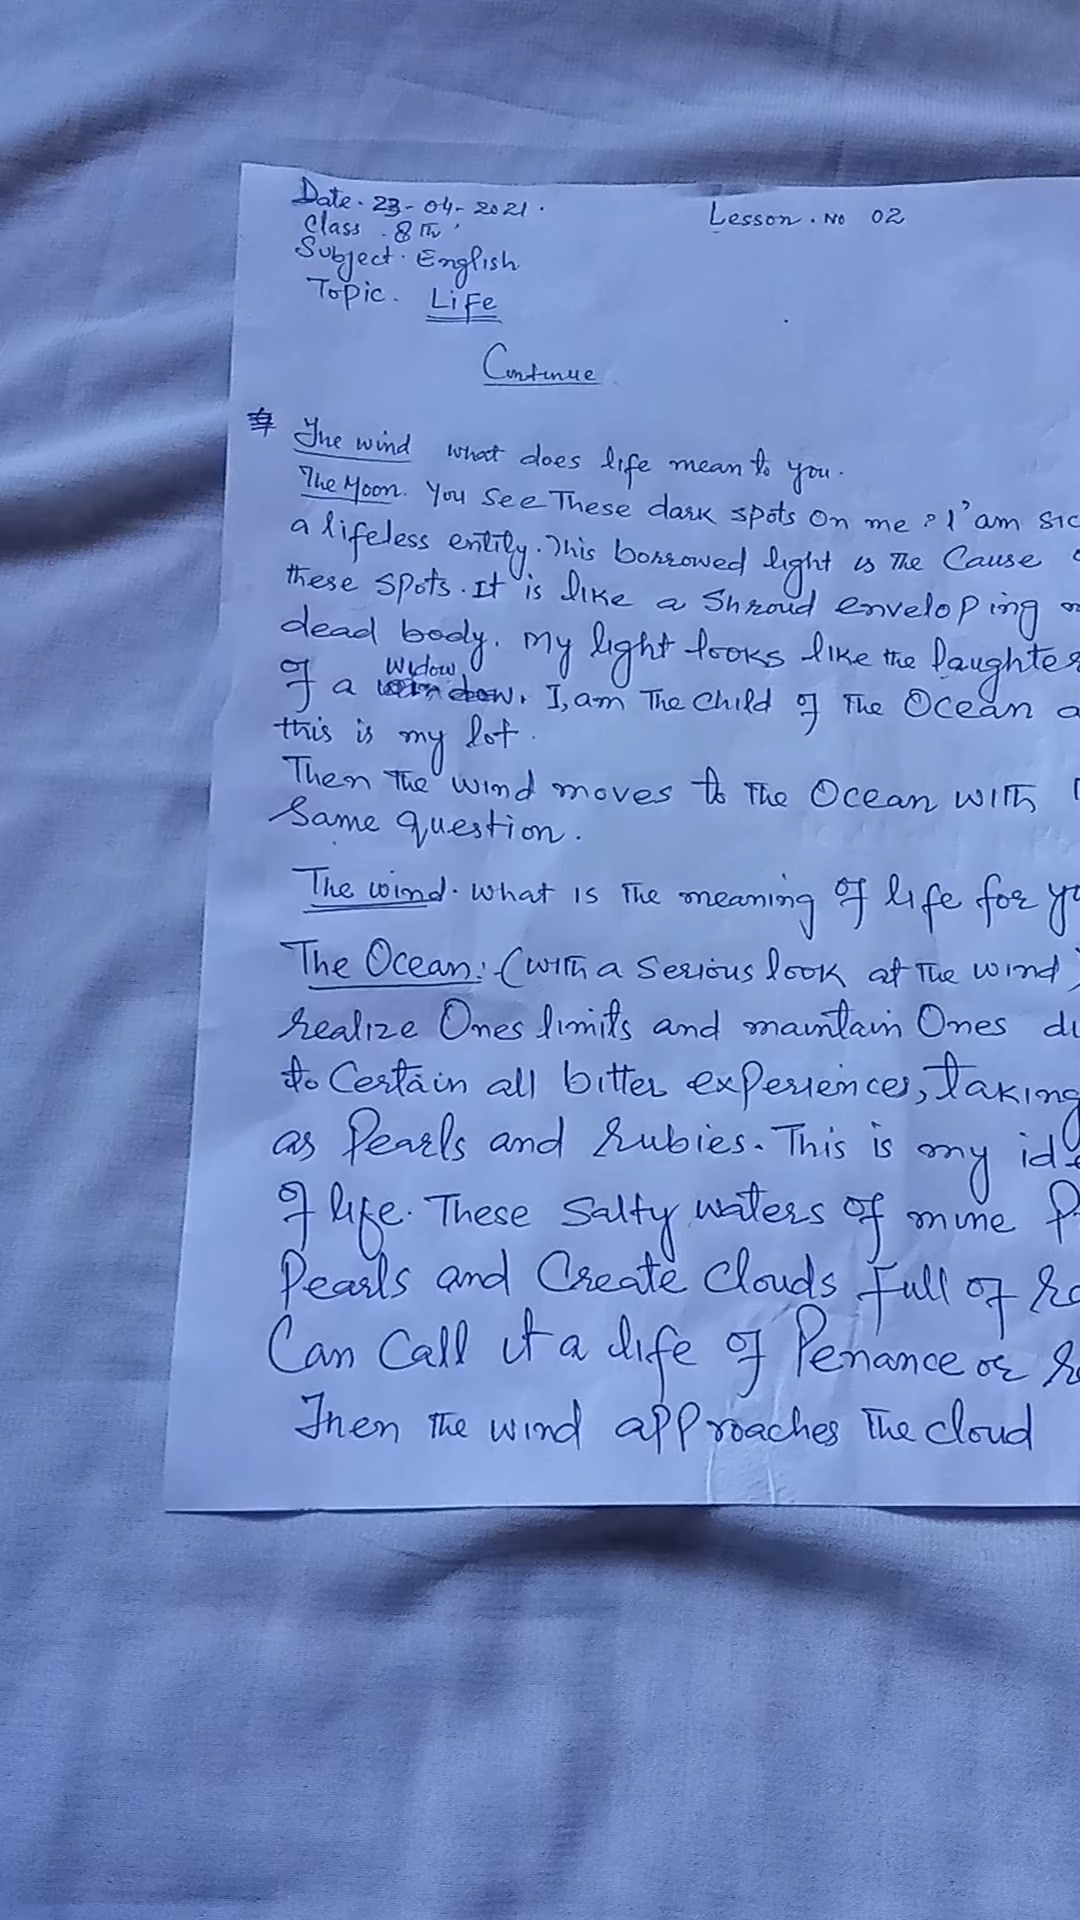 Date. 23-04-2021.
Lesson. No 02
Class. 8Th
Subject. English
Topic. Life
Continue
The wind what does life mean to you.
The Moon. You See These dark spots On me I'am
a lifeless entity. This borrowed light is The Cause
these spots. It is like a Shroud enveloping
dead body. My light looks like the laughter
widow
of a I, am The Child of The Ocean
this is my lot.
Then The wind moves to The Ocean with
Same question.
The wind. what is The meaning of life for
The Ocean: (with a Serious look at The wind)
realize Ones limits and maintain Ones
to Certain all bitter experiences, taking
as Pearls and rubies. This is my
of life. These Salty waters of mine
Pearls and Create Clouds full of
Can Call it a life of Penance or
Then The wind approaches The cloud